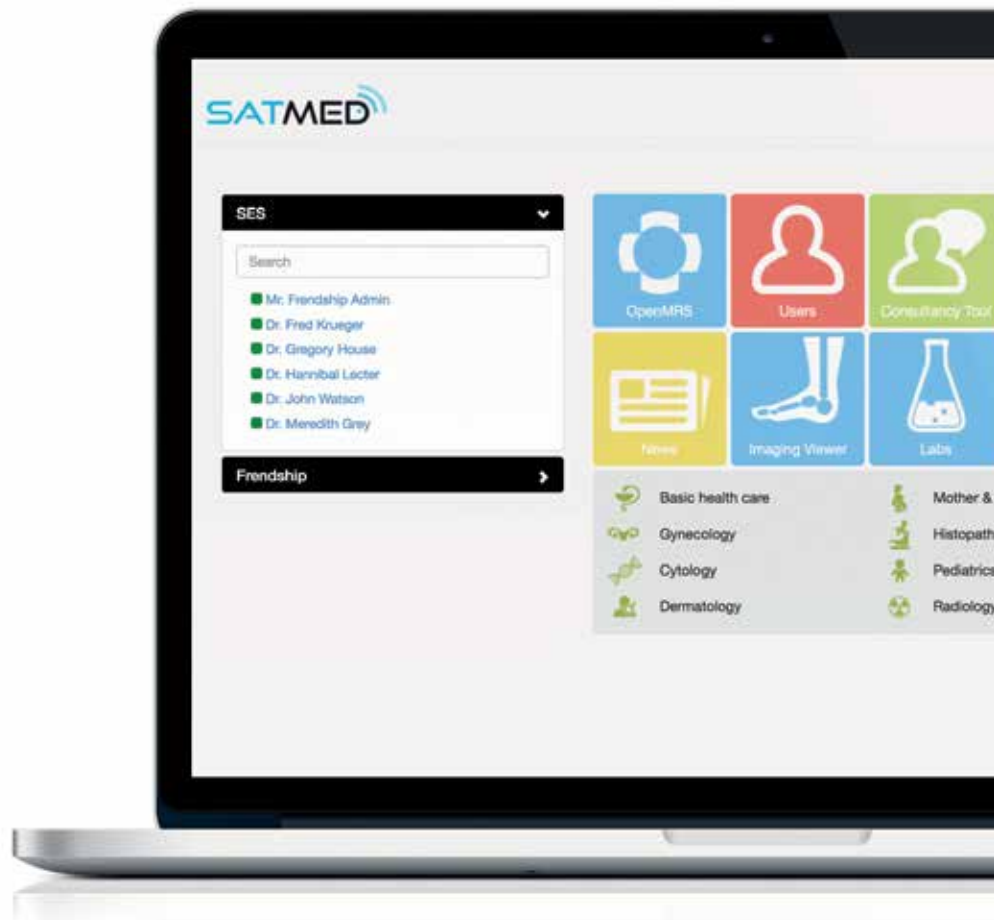 SATMED
SES
Search
Mr. Frendship Admin
Dr. Fred Krueger
Dr. Gregory House
Dr. Hannibal Lecter
Dr. John Watson
Dr. Meredith Grey
Frendship
OpenMRS
Users
Consultancy Tool
News
Imaging Viewer
Labs
Basic health care
Mother &
Gynecology
Histopath
Cytology
Pediatrics
Dermatology
Radiology